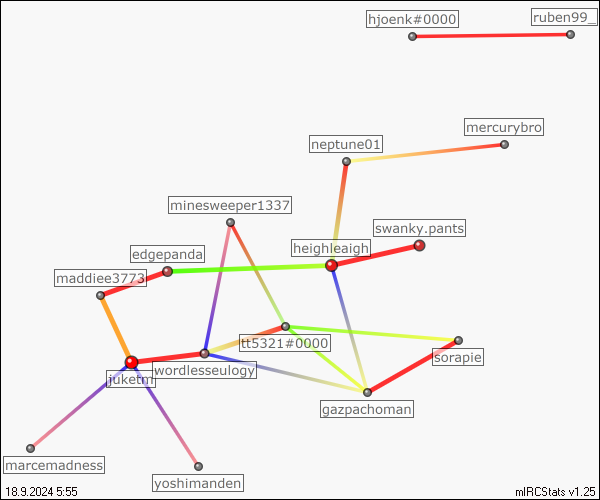 hjoenk#0000
ruben99_
mercurybro
neptune01
minesweeper1337
swanky.pants
edgepanda
heighleaigh
maddiee3773
tt5321#0000
sorapie
wordlesseulogy
juketm
gazpachoman
marcemadness
yoshimanden
18.9.2024 5:55
mIRCStats v1.25